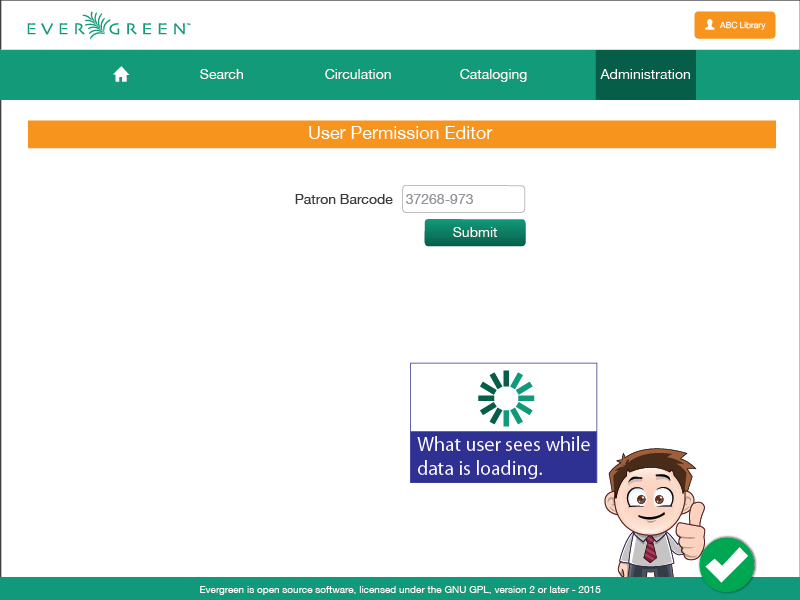 EVERGREEN™
ABC Library
Search
Circulation
Cataloging
Administration
User Permission Editor
Patron Barcode
37268-973
Submit
What user sees while
data is loading.
Evergreen is open source software, licensed under the GNU GPL, version 2 or later - 2015